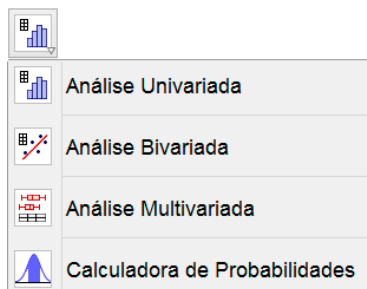 Análise Univariada
Análise Bivariada
Análise Multivariada
Calculadora de Probabilidades